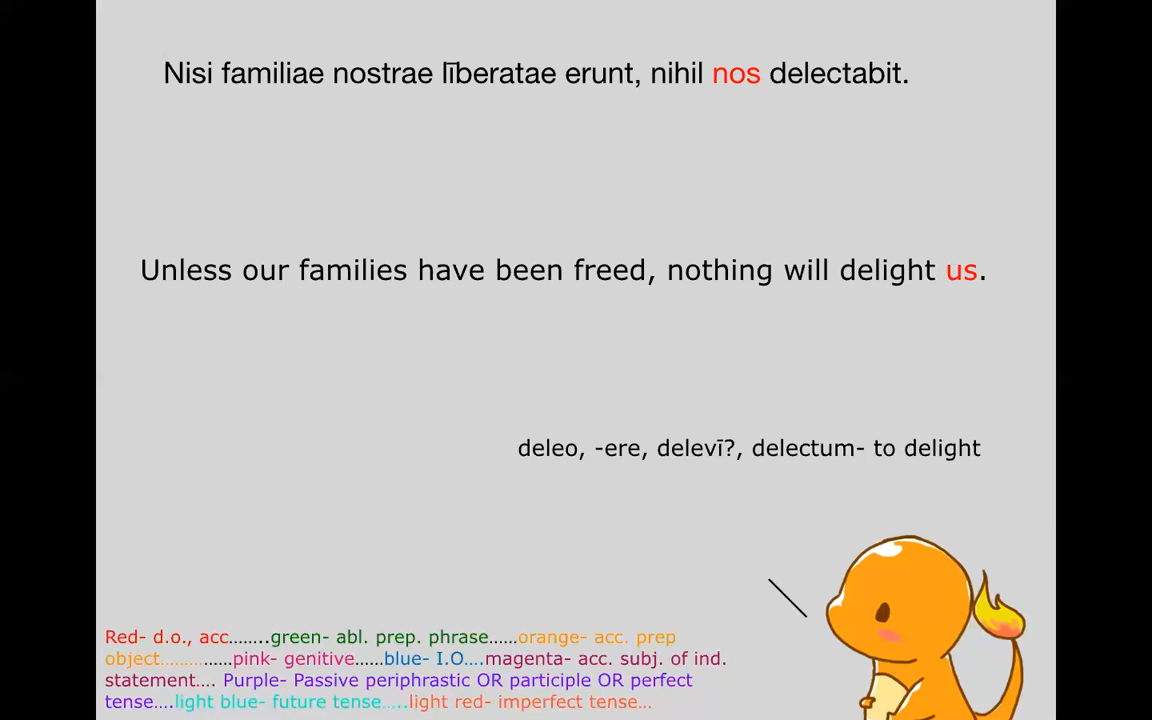 Nisi familiae nostrae līberatae erunt, nihil nos delectabit.
Unless our families have been freed, nothing will delight us.
deleo, -ere, delevī?, delectum- to delight
Red- d.o., acc........green- abl. prep. phrase......orange- acc. prep
object................pink- genitive......blue- I.O....magenta- acc. subj. of ind.
statement.... Purple- Passive periphrastic OR participle OR perfect
tense....light blue- future tense......light red- imperfect tense...